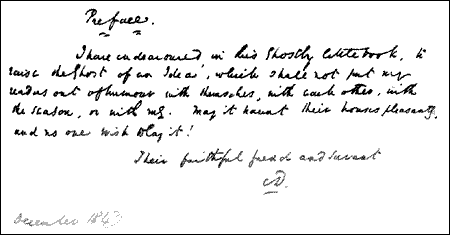 Preface.
I have endeavoured, in this Ghostly little book, to
raise the Ghost of an Idea, which shall not put my
readers out of humour with themselves, with each other, with
the season, or with me. May it haunt their houses pleasantly,
and no one wish to lay it!
Their faithful friend and servant
CD.
December 1843